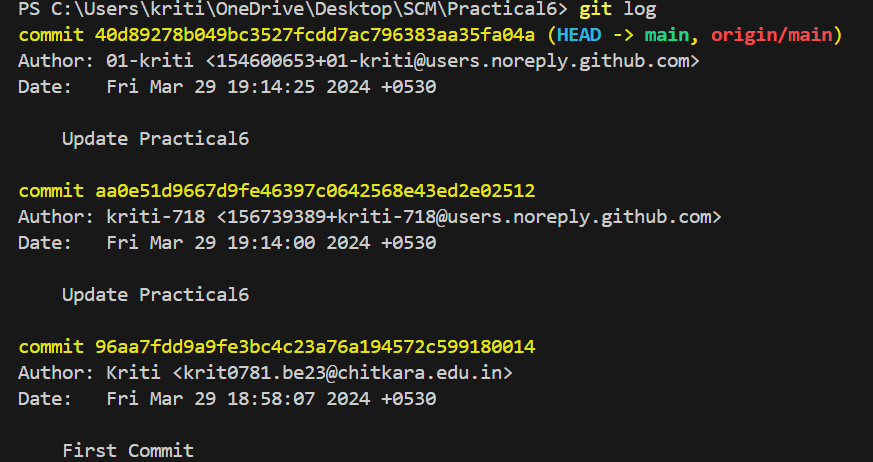 PS C:\Users\kriti\OneDrive\Desktop\SCM\Practical6> git log
commit 40d89278b049bc3527fcdd7ac796383aa35fa04a (HEAD -> main, origin/main)
Author: 01-kriti <154600653+01-kriti@users.noreply.github.com>
Date:   Fri Mar 29 19:14:25 2024 +0530
    Update Practical6
commit aa0e51d9667d9fe46397c0642568e43ed2e02512
Author: kriti-718 <156739389+kriti-718@users.noreply.github.com>
Date:   Fri Mar 29 19:14:00 2024 +0530
    Update Practical6
commit 96aa7fdd9a9fe3bc4c23a76a194572c599180014
Author: Kriti <krit0781.be23@chitkara.edu.in>
Date:   Fri Mar 29 18:58:07 2024 +0530
    First Commit